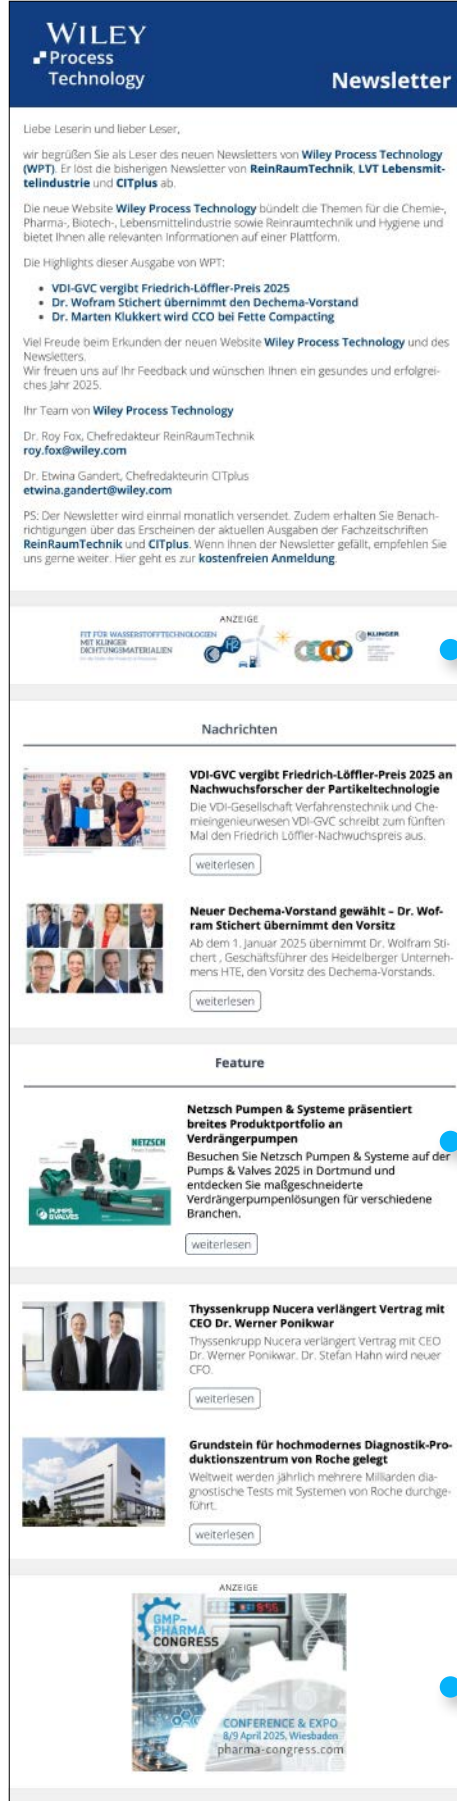 WILEY
Process
Technology
Newsletter
Liebe Leserin und lieber Leser,
wir begrüßen Sie als Leser des neuen Newsletters von Wiley Process Technology
(WPT). Er löst die bisherigen Newsletter von ReinRaumTechnik, LVT Lebensmit-
telindustrie und CITplus ab.
Die neue Website Wiley Process Technology bündelt die Themen für die Chemie-,
Pharma-, Biotech-, Lebensmittelindustrie sowie Reinraumtechnik und Hygiene und
bietet Ihnen alle relevanten Informationen auf einer Plattform.
Die Highlights dieser Ausgabe von WPT:
• VDI-GVC vergibt Friedrich-Löffler-Preis 2025
• Dr. Wofram Stichert übernimmt den Dechema-Vorstand
• Dr. Marten Klukkert wird CCO bei Fette Compacting
Viel Freude beim Erkunden der neuen Website Wiley Process Technology und des
Newsletters.
Wir freuen uns auf Ihr Feedback und wünschen Ihnen ein gesundes und erfolgrei-
ches Jahr 2025.
Ihr Team von Wiley Process Technology
Dr. Roy Fox, Chefredakteur ReinRaumTechnik
roy.fox@wiley.com
Dr. Etwina Gandert, Chefredakteurin CITplus
etwina.gandert@wiley.com
PS: Der Newsletter wird einmal monatlich versendet. Zudem erhalten Sie Benach-
richtigungen über das Erscheinen der aktuellen Ausgaben der Fachzeitschriften
ReinRaumTechnik und CITplus. Wenn Ihnen der Newsletter gefällt, empfehlen Sie
uns gerne weiter. Hier geht es zur kostenfreien Anmeldung.
ANZEIGE
FIT FÜR WASSERSTOFFTECHNOLOGIEN
MIT KLINGER
DICHTUNGSMATERIALIEN
H2
KLINGER
Nachrichten
VDI-GVC vergibt Friedrich-Löffler-Preis 2025 an
Nachwuchsforscher der Partikeltechnologie
Die VDI-Gesellschaft Verfahrenstechnik und Che-
mieingenieurwesen VDI-GVC schreibt zum fünften
Mal den Friedrich Löffler-Nachwuchspreis aus.
weiterlesen
Neuer Dechema-Vorstand gewählt – Dr. Wof-
ram Stichert übernimmt den Vorsitz
Ab dem 1. Januar 2025 übernimmt Dr. Wolfram Sti-
chert , Geschäftsführer des Heidelberger Unterneh-
mens HTE, den Vorsitz des Dechema-Vorstands.
weiterlesen
Feature
Netzsch Pumpen & Systeme präsentiert
breites Produktportfolio an
Verdrängerpumpen
Besuchen Sie Netzsch Pumpen & Systeme auf der
Pumps & Valves 2025 in Dortmund und
entdecken Sie maßgeschneiderte
Verdrängerpumpenlösungen für verschiedene
Branchen.
NETZSCH
PUMPS
&VALVES
weiterlesen
Thyssenkrupp Nucera verlängert Vertrag mit
CEO Dr. Werner Ponikwar
Thyssenkrupp Nucera verlängert Vertrag mit CEO
Dr. Werner Ponikwar. Dr. Stefan Hahn wird neuer
CFO.
weiterlesen
Grundstein für hochmodernes Diagnostik-Pro-
duktionszentrum von Roche gelegt
Weltweit werden jährlich mehrere Milliarden dia-
gnostische Tests mit Systemen von Roche durchge-
führt.
weiterlesen
ANZEIGE
GMP-
PHARMA
CONGRESS
CONFERENCE & EXPO
8/9 April 2025, Wiesbaden
pharma-congress.com